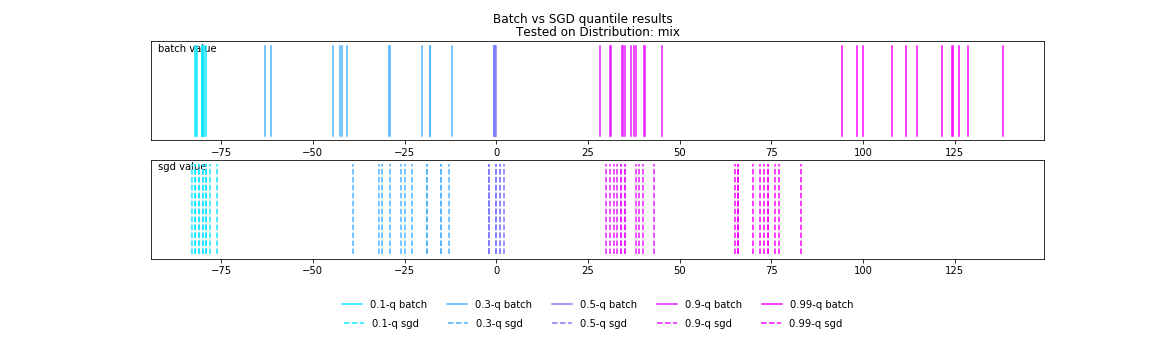 Batch vs SGD quantile results
Tested on Distribution: mix
batch value
−75 −50 −25 0 25 50 75 100 125
sgd value
−75 −50 −25 0 25 50 75 100 125
0.1-q batch 0.3-q batch 0.5-q batch 0.9-q batch 0.99-q batch
0.1-q sgd 0.3-q sgd 0.5-q sgd 0.9-q sgd 0.99-q sgd